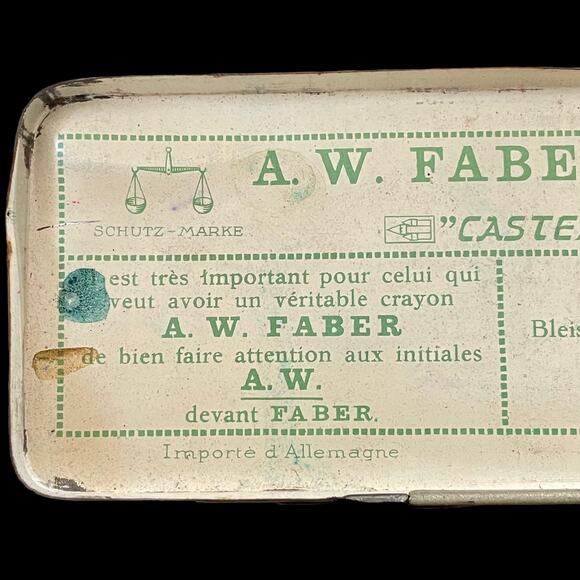 A. W. FABE
SCHUTZ-MARKE
"CASTE
est très important pour celui qui
veut avoir un véritable crayon
A. W. FABER
de bien faire attention aux initiales
A. W.
devant FABER.
Bleis
Importé d'Allemagne